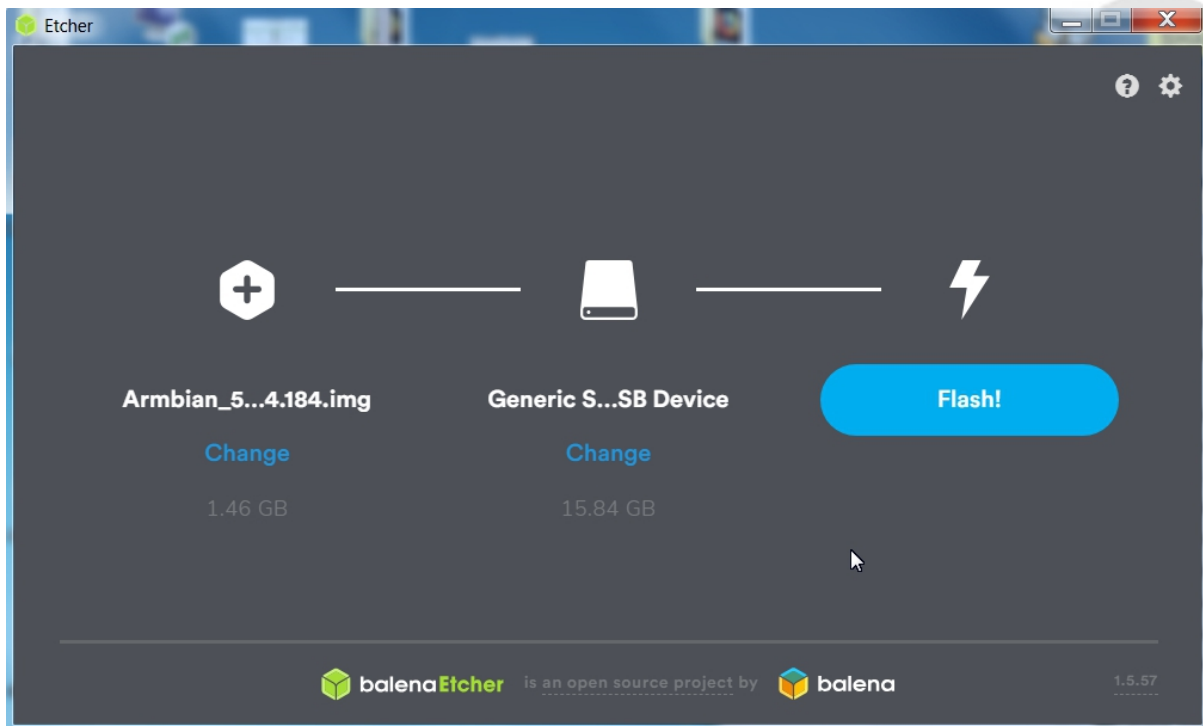 Etcher
Armbian_5...4.184.img
Generic S...SB Device
Flash!
Change
Change
1.46 GB
15.84 GB
balenaEtcher is an open source project by balena
1.5.57